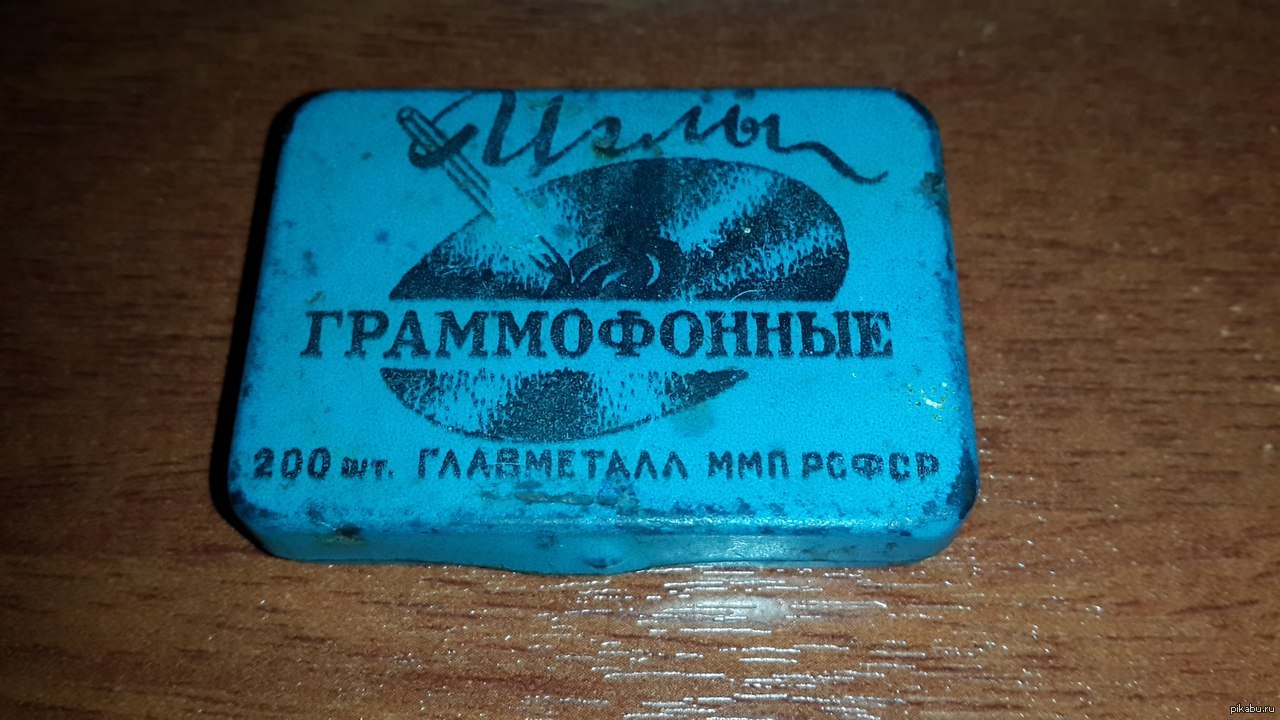 Иглы
ГРАММОФОННЫЕ
200 шт. ГЛАВМЕТАЛЛ ММП РСФСР
pikabu.ru